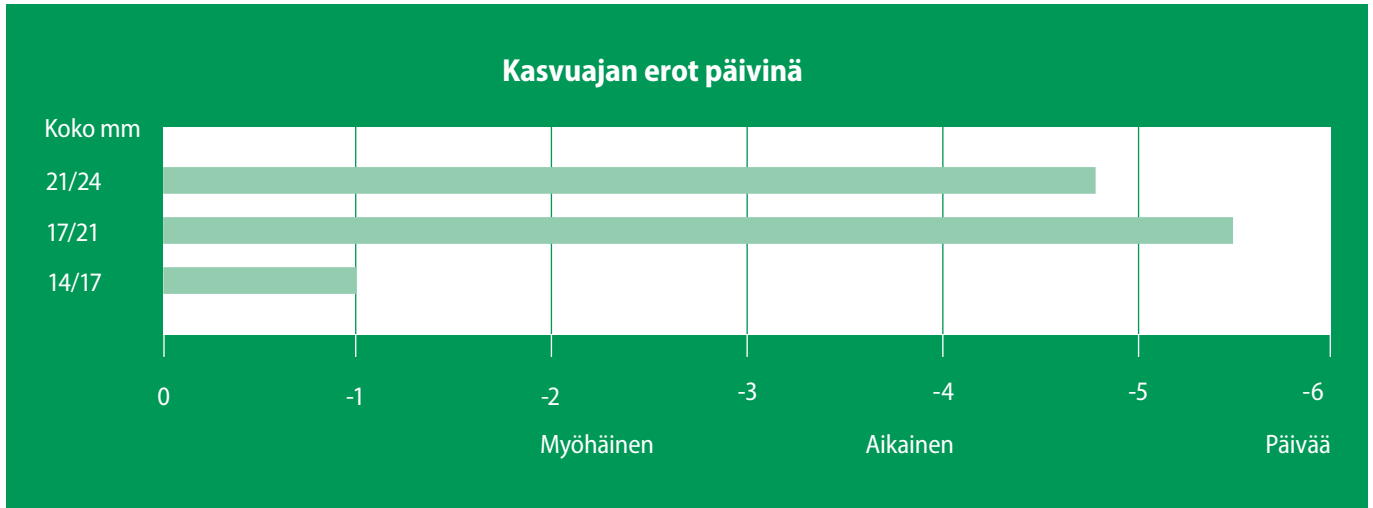 Kasvuajan erot päivinä
Koko mm
21/24
17/21
14/17
0 -1 -2 -3 -4 -5 -6
Myöhäinen Aikainen Päivää